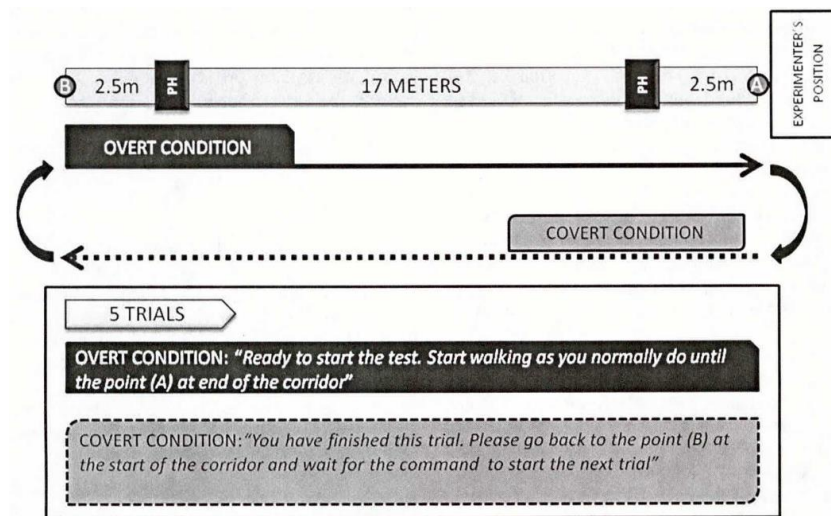 EXPERIMENTER´S
POSITION
B 2.5m PH 17 METERS PH 2.5m A
OVERT CONDITION
COVERT CONDITION
5 TRIALS
OVERT CONDITION: "Ready to start the test. Start walking as you normally do until
the point (A) at end of the corridor"
COVERT CONDITION:"You have finished this trial. Please go back to the point (B) at
the start of the corridor and wait for the command to start the next trial"